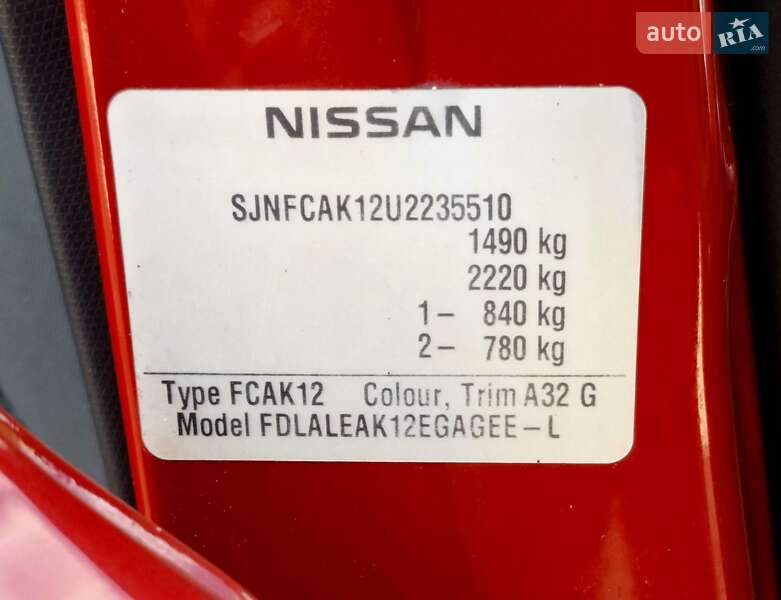 auto RIA .com
NISSAN
SJNFCAK12U2235510
1490 kg
2220 kg
1 – 840 kg
2 – 780 kg
Type FCAK12 Colour, Trim A32 G
Model FDLALEAK12EGAGEE – L